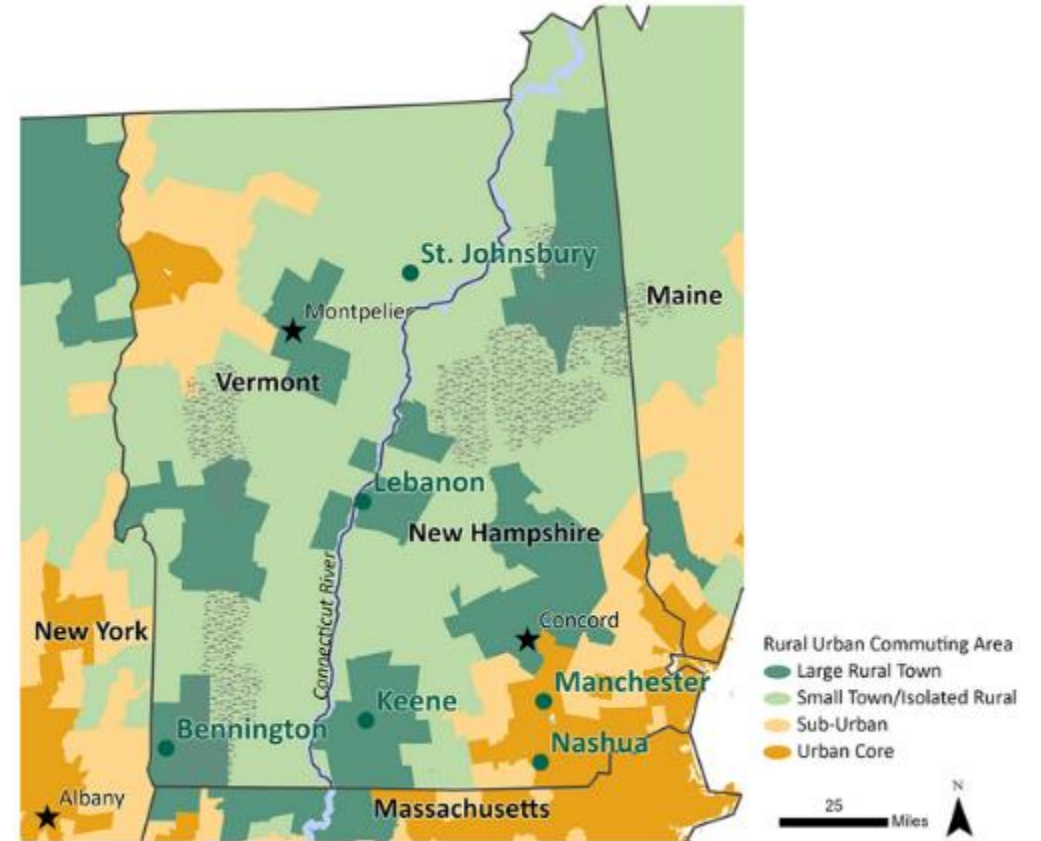 St. Johnsbury
Maine
Montpelier
Vermont
Lebanon
New Hampshire
Connecticut River
New York
Concord
Rural Urban Commuting Area
Large Rural Town
Small Town/Isolated Rural
Sub-Urban
Urban Core
Manchester
Keene
Bennington
Nashua
Albany
Massachusetts
25
Miles
N